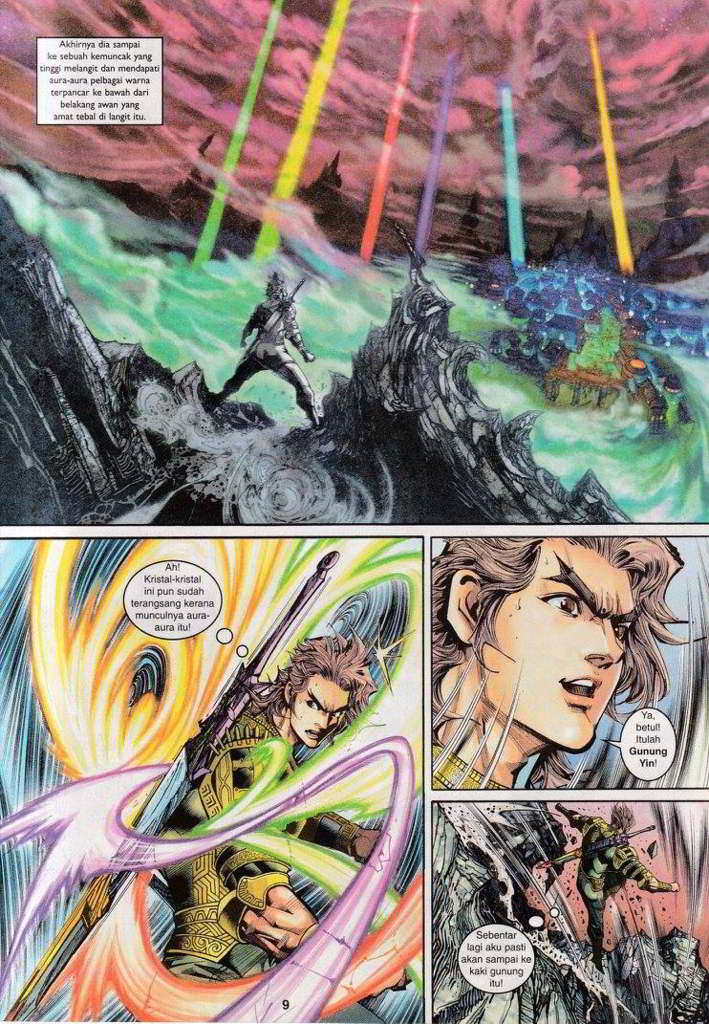 Akhirnya dia sampai
ke sebuah kemuncak yang
tinggi melangit dan mendapati
aura-aura pelbagai warna
terpancar ke bawah dari
belakang awan yang
amat tebal di langit itu.
Ah!
Kristal-kristal
ini pun sudah
terangsang kerana
munculnya aura-
aura itu!
Ya,
betul!
Itulah
Gunung
Yin!
Sebentar
lagi aku pasti
akan sampai ke
kaki gunung
itu!
9